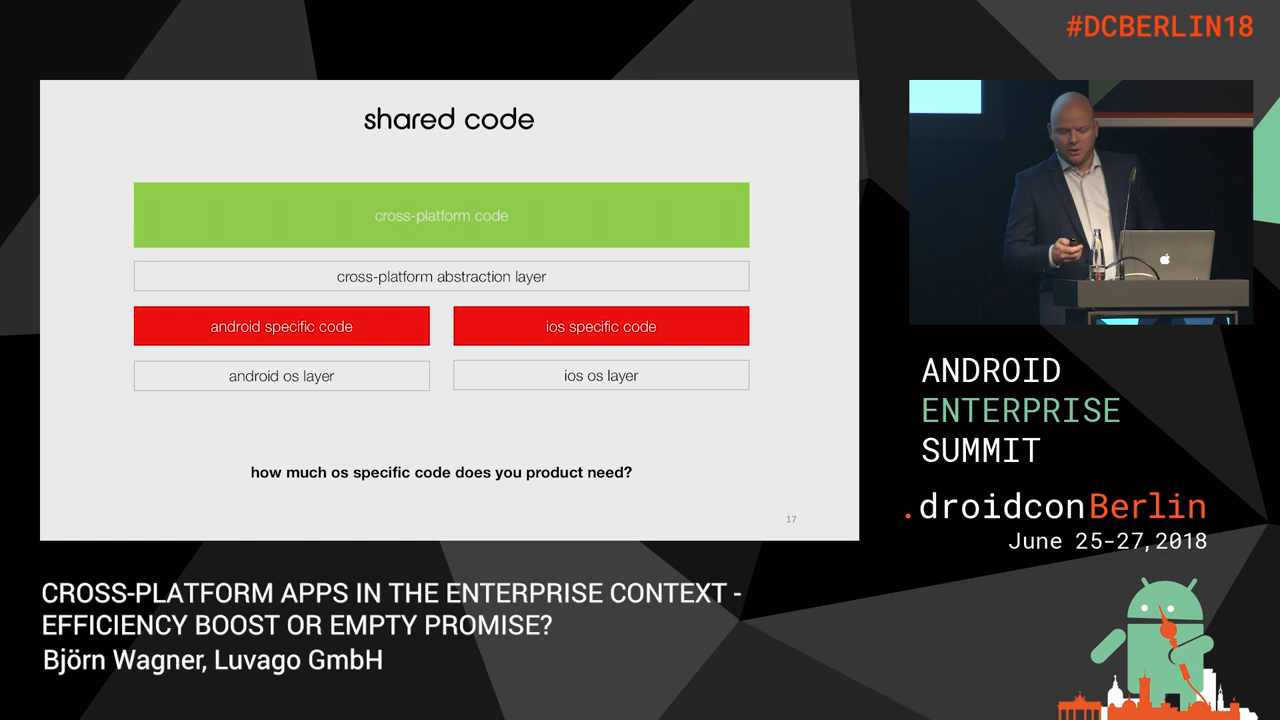 #DCBERLIN18
shared code
cross-platform code
cross-platform abstraction layer
android specific code
ios specific code
android os layer
ios os layer
how much os specific code does you product need?
17
ANDROID
ENTERPRISE
SUMMIT
.droidconBerlin
June 25-27,2018
CROSS-PLATFORM APPS IN THE ENTERPRISE CONTEXT -
EFFICIENCY BOOST OR EMPTY PROMISE?
Björn Wagner, Luvago GmbH